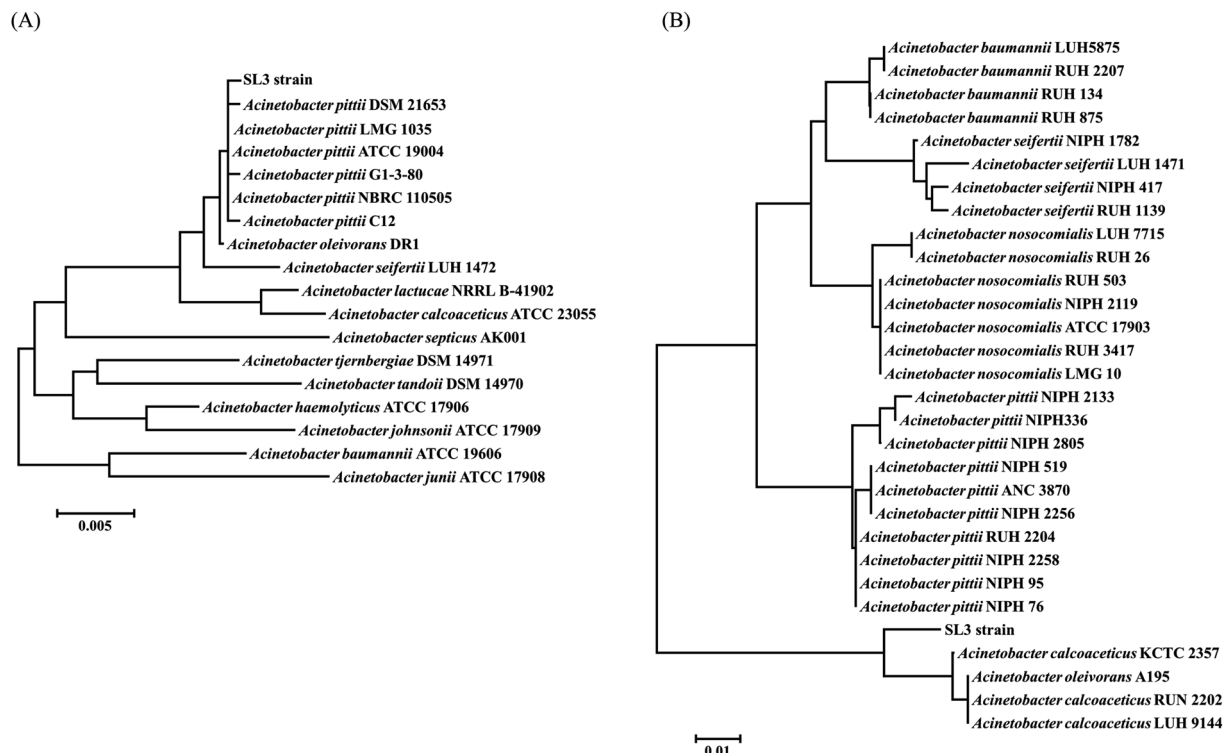 (A)
SL3 strain
Acinetobacter pittii DSM 21653
Acinetobacter pittii LMG 1035
Acinetobacter pittii ATCC 19004
Acinetobacter pittii G1-3-80
Acinetobacter pittii NBRC 110505
Acinetobacter pittii C12
Acinetobacter oleivorans DR1
Acinetobacter seifertii LUH 1472
Acinetobacter lactucae NRRL B-41902
Acinetobacter calcoaceticus ATCC 23055
Acinetobacter septicus AK001
Acinetobacter tjernbergiae DSM 14971
Acinetobacter tandoii DSM 14970
Acinetobacter haemolyticus ATCC 17906
Acinetobacter johnsonii ATCC 17909
Acinetobacter baumannii ATCC 19606
Acinetobacter junii ATCC 17908
0.005
(B)
Acinetobacter baumannii LUH5875
Acinetobacter baumannii RUH 2207
Acinetobacter baumannii RUH 134
Acinetobacter baumannii RUH 875
Acinetobacter seifertii NIPH 1782
Acinetobacter seifertii LUH 1471
Acinetobacter seifertii NIPH 417
Acinetobacter seifertii RUH 1139
Acinetobacter nosocomialis LUH 7715
Acinetobacter nosocomialis RUH 26
Acinetobacter nosocomialis RUH 503
Acinetobacter nosocomialis NIPH 2119
Acinetobacter nosocomialis ATCC 17903
Acinetobacter nosocomialis RUH 3417
Acinetobacter nosocomialis LMG 10
Acinetobacter pittii NIPH 2133
Acinetobacter pittii NIPH336
Acinetobacter pittii NIPH 2805
Acinetobacter pittii NIPH 519
Acinetobacter pittii ANC 3870
Acinetobacter pittii NIPH 2256
Acinetobacter pittii RUH 2204
Acinetobacter pittii NIPH 2258
Acinetobacter pittii NIPH 95
Acinetobacter pittii NIPH 76
SL3 strain
Acinetobacter calcoaceticus KCTC 2357
Acinetobacter oleivorans A195
Acinetobacter calcoaceticus RUN 2202
Acinetobacter calcoaceticus LUH 9144
0.01